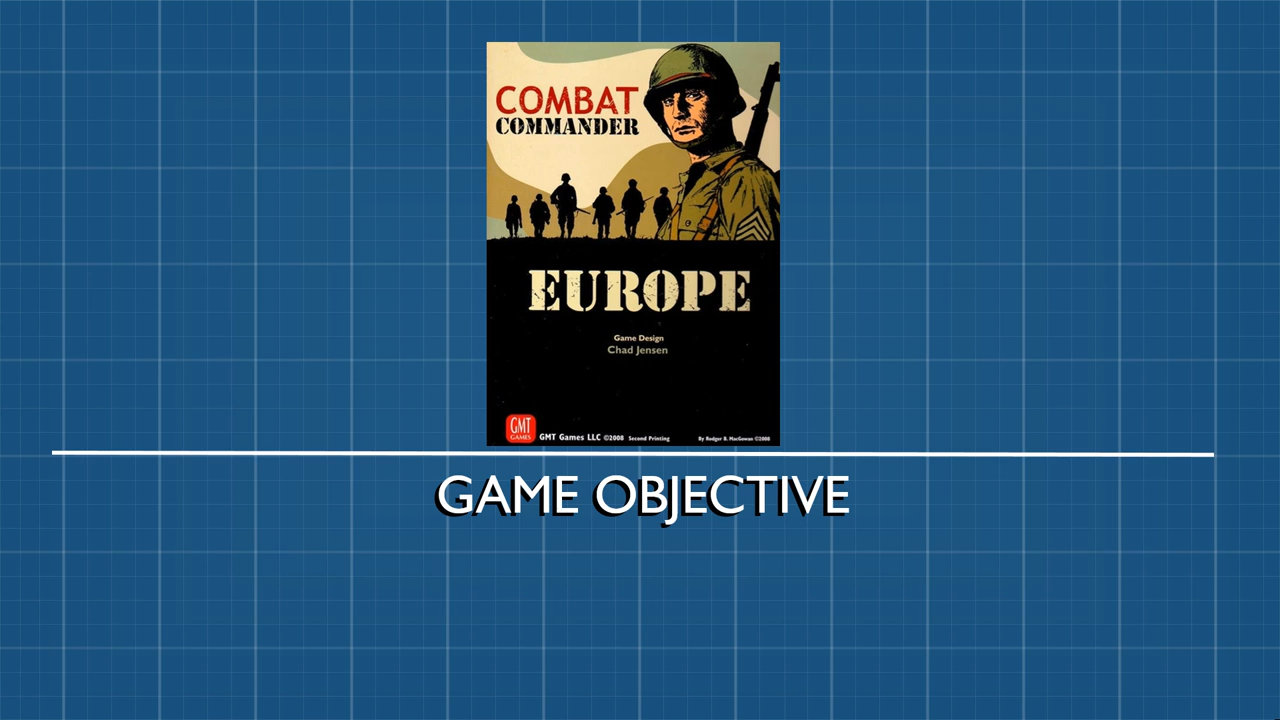 COMBAT
COMMANDER
EUROPE
Game Design
Chad Jensen
GMT
GAMES
GMT Games LLC ©2008 Second Printing
By Rodger B. MacGowan ©2008
GAME OBJECTIVE